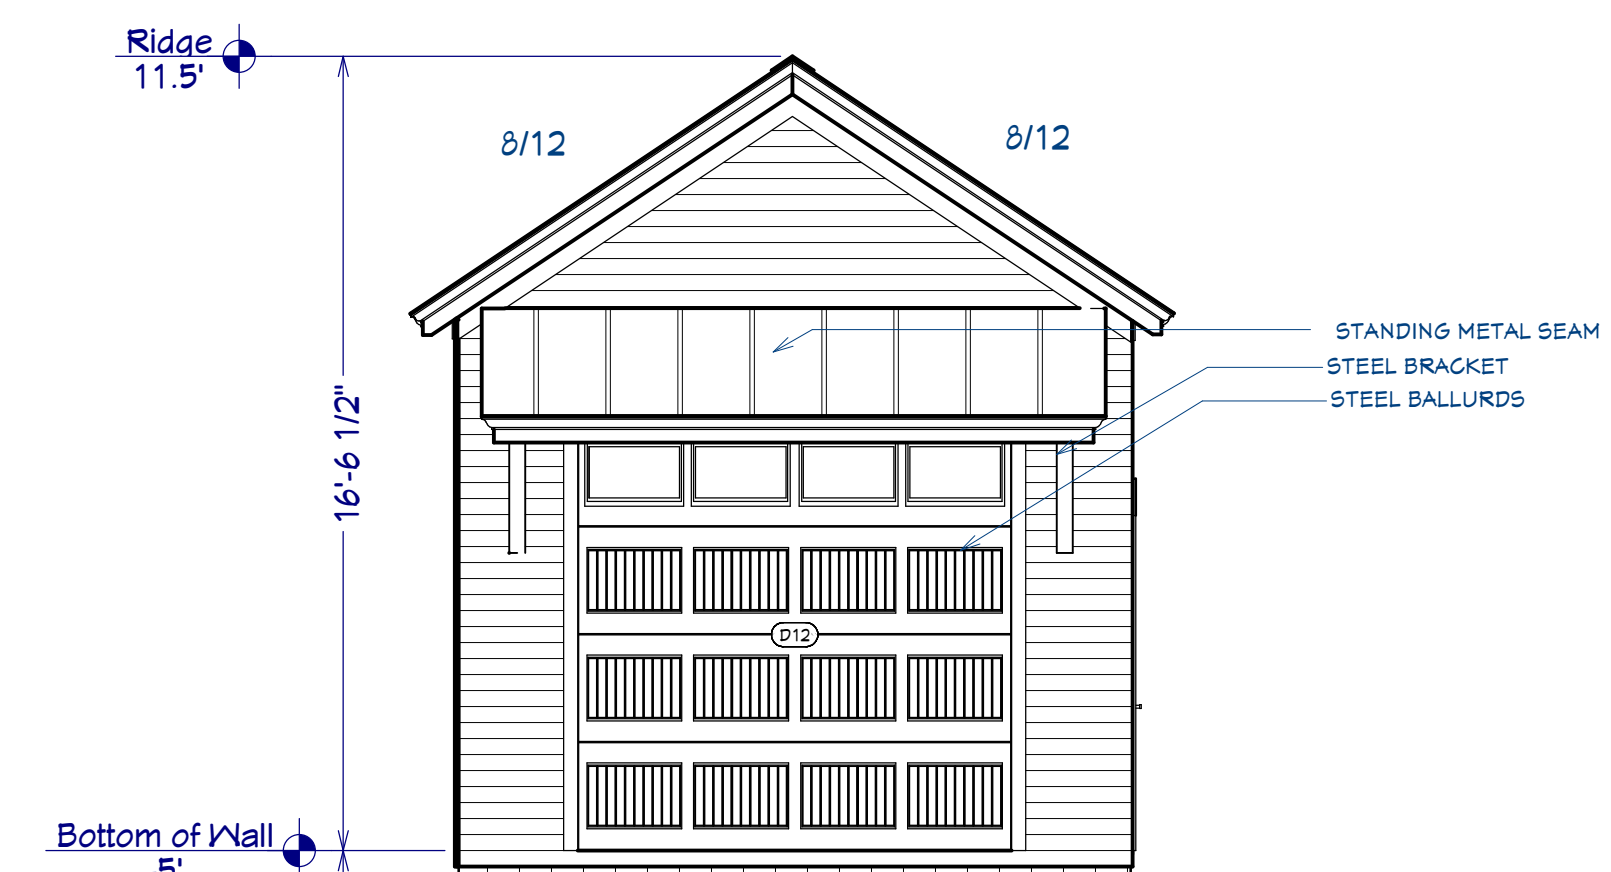 Ridge
11.5'
8/12
8/12
STANDING METAL SEAM
STEEL BRACKET
STEEL BALLURDS
16'-6 1/2"
D12
Bottom of Wall
5'